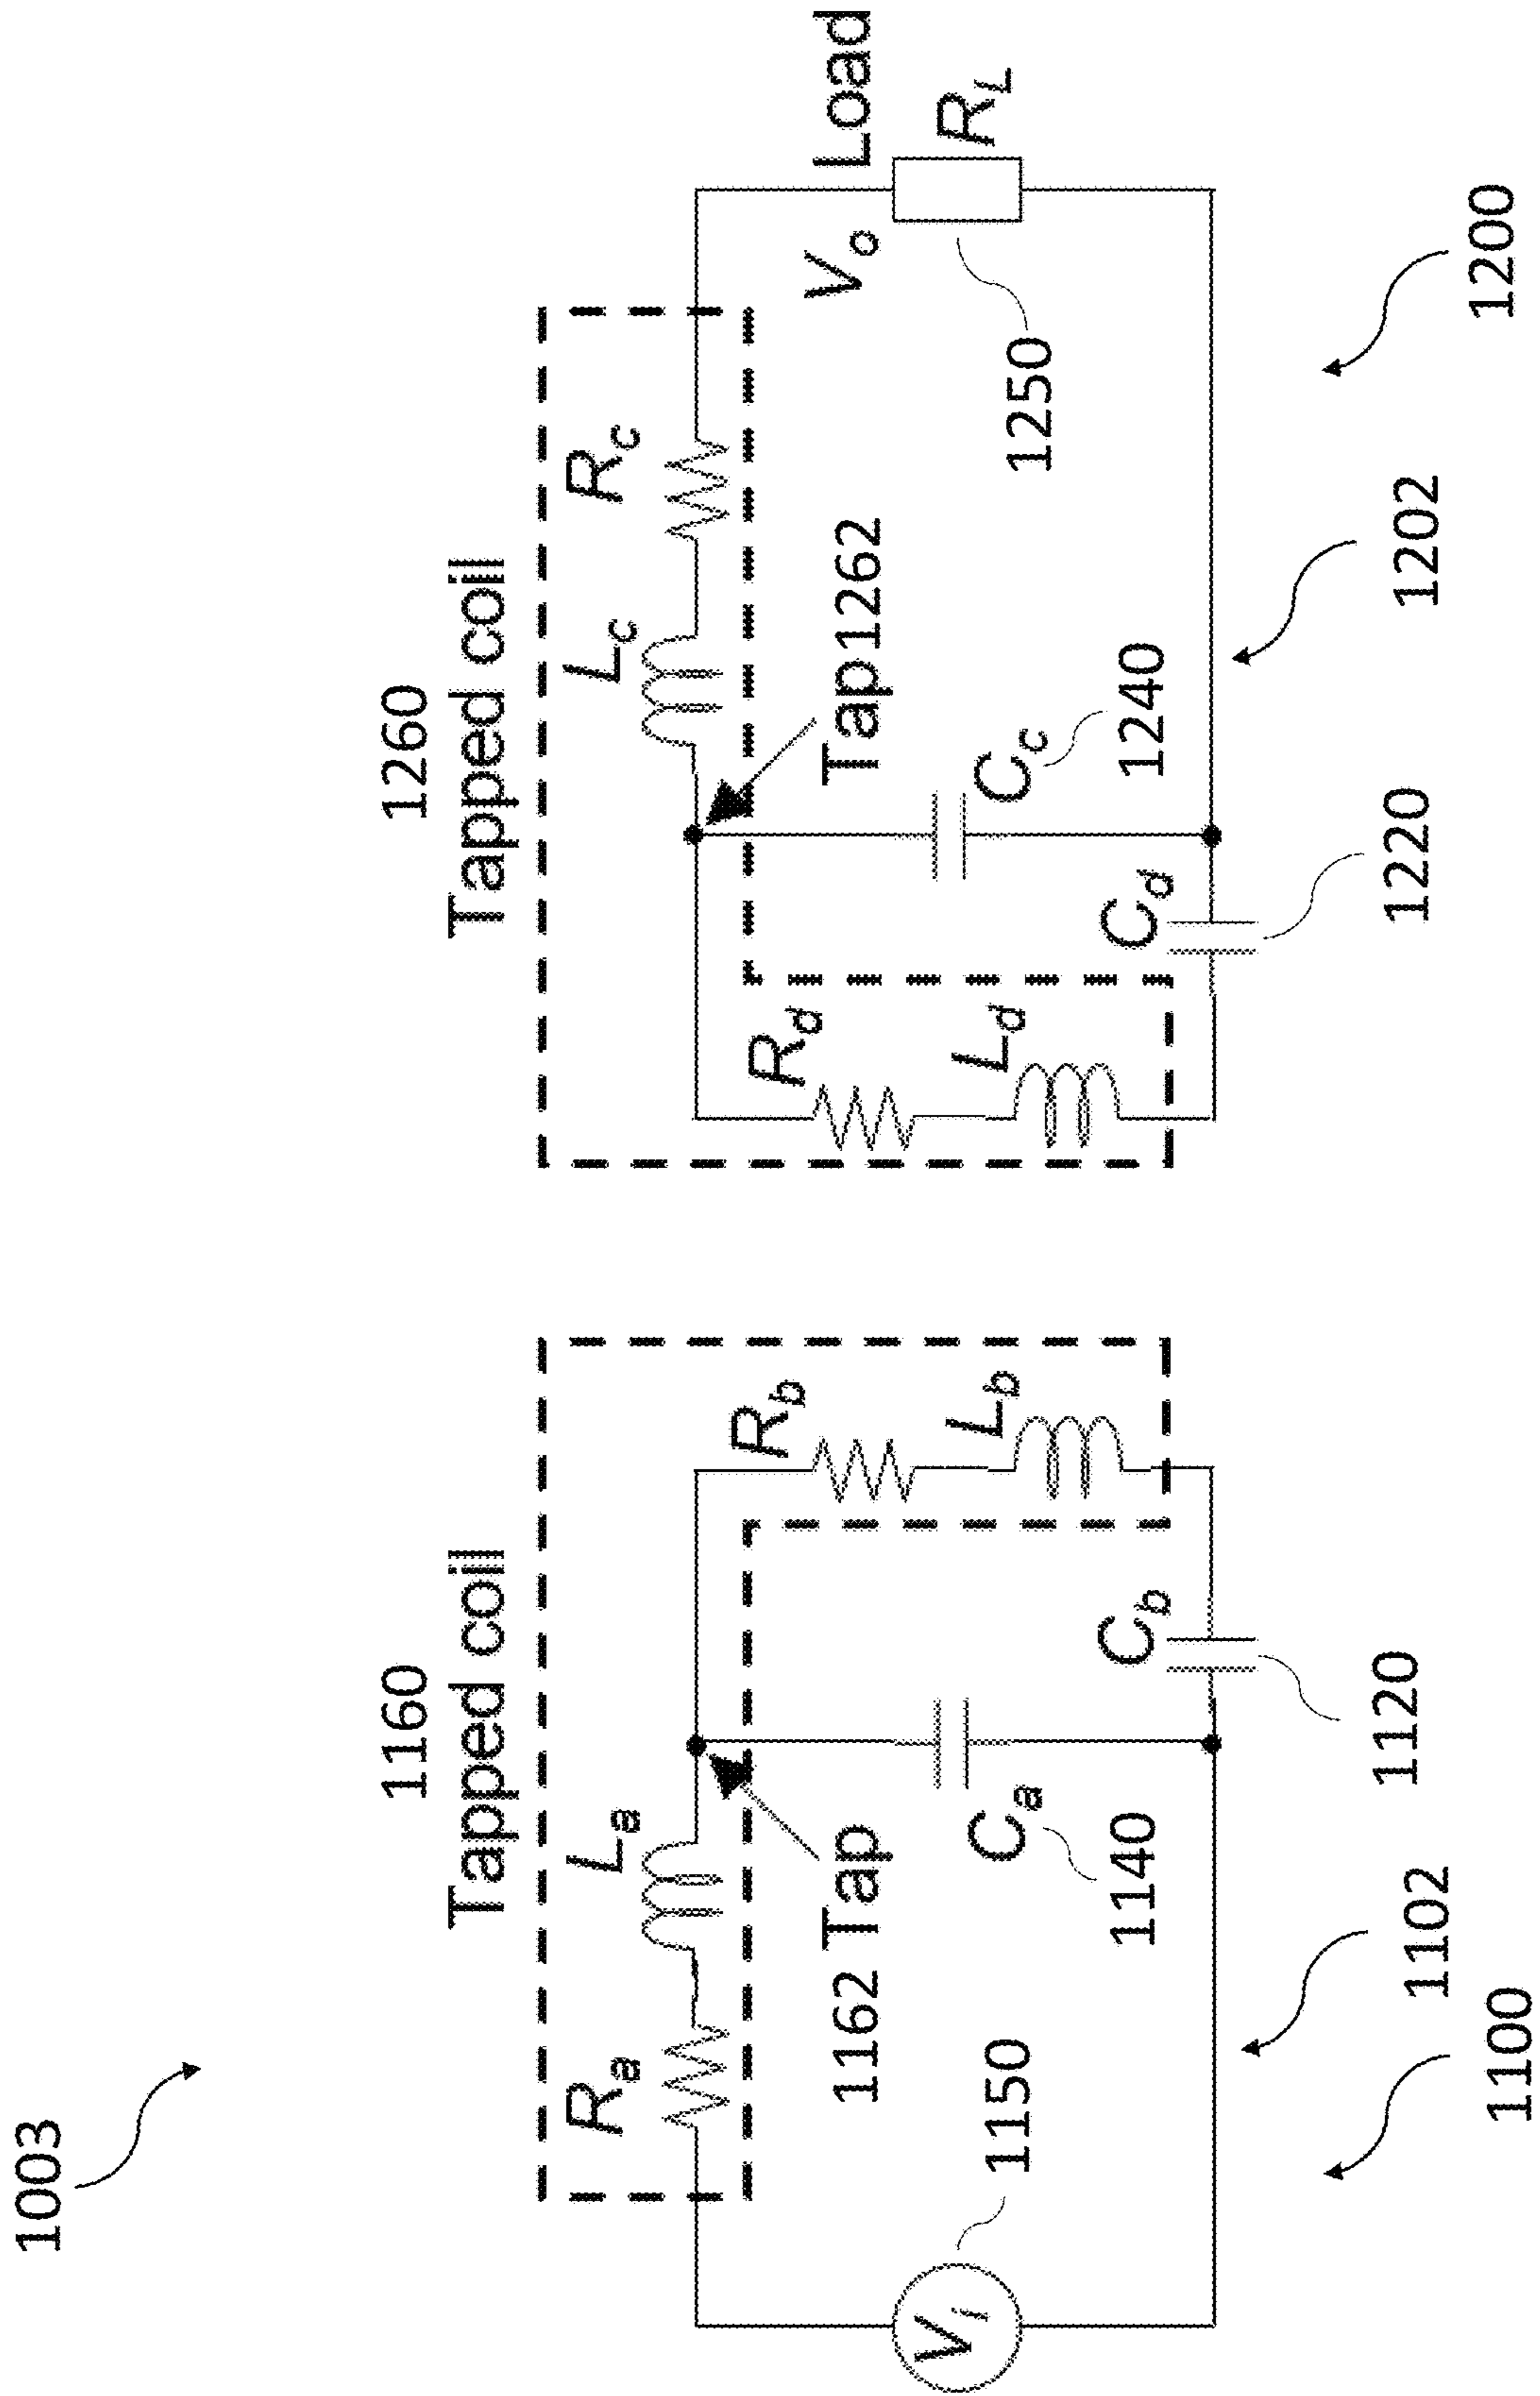 1003
1160
Tapped coil
1260
Tapped coil
Ra
La
Lc
Rc
Rb
Rd
1162 Tap
Tap1262
Vo
Load
Vi
1150
Lb
Ld
Ca
1140
Cc
1240
RL
1250
Cb
Cd
1120
1220
1102
1202
1100
1200